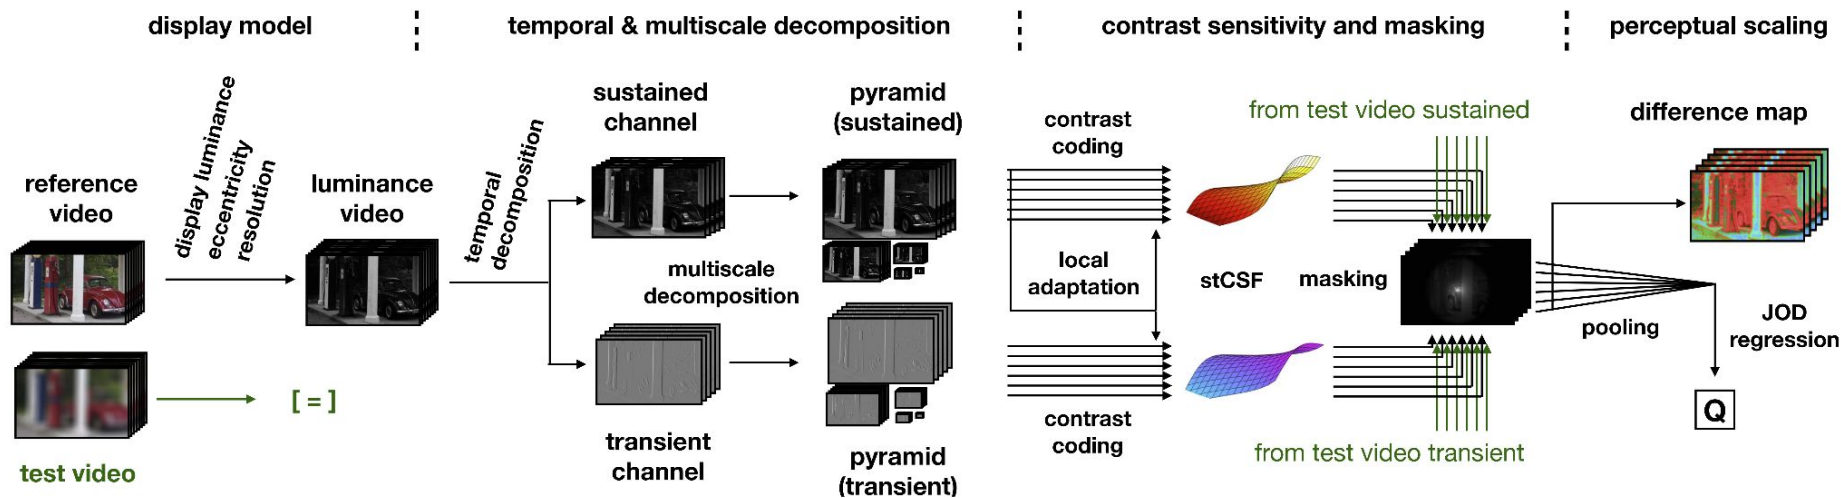 display model
temporal & multiscale decomposition
contrast sensitivity and masking
perceptual scaling
reference
video
display luminance
eccentricity
resolution
luminance
video
temporal
decomposition
sustained
channel
pyramid
(sustained)
multiscale
decomposition
contrast
coding
from test video sustained
difference map
local
adaptation
stCSF
masking
pooling
JOD
regression
[ = ]
test video
transient
channel
pyramid
(transient)
contrast
coding
from test video transient
Q